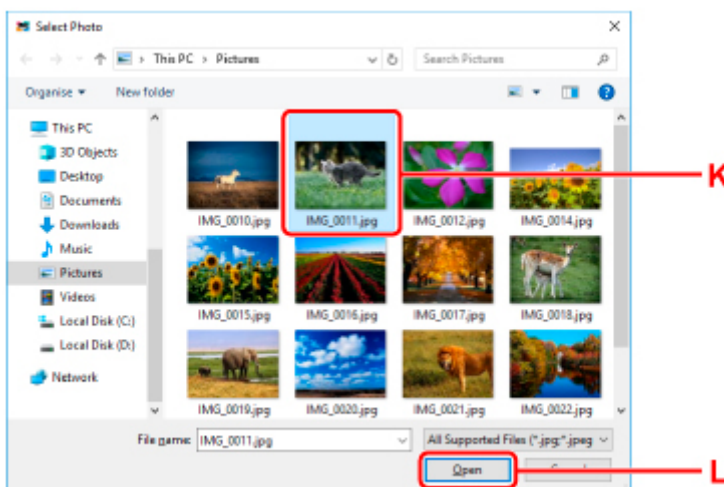 Select Photo
This PC > Pictures
Search Pictures
Organise
New folder
This PC
3D Objects
Desktop
Documents
Downloads
Music
Pictures
Videos
Local Disk (C:)
Local Disk (D:)
Network
IMG_0010.jpg
IMG_0011.jpg
IMG_0012.jpg
IMG_0014.jpg
K
IMG_0015.jpg
IMG_0016.jpg
IMG_0017.jpg
IMG_0018.jpg
IMG_0019.jpg
IMG_0020.jpg
IMG_0021.jpg
IMG_0022.jpg
File name: IMG_0011.jpg
All Supported Files (*.jpg;*.jpeg
Open
L